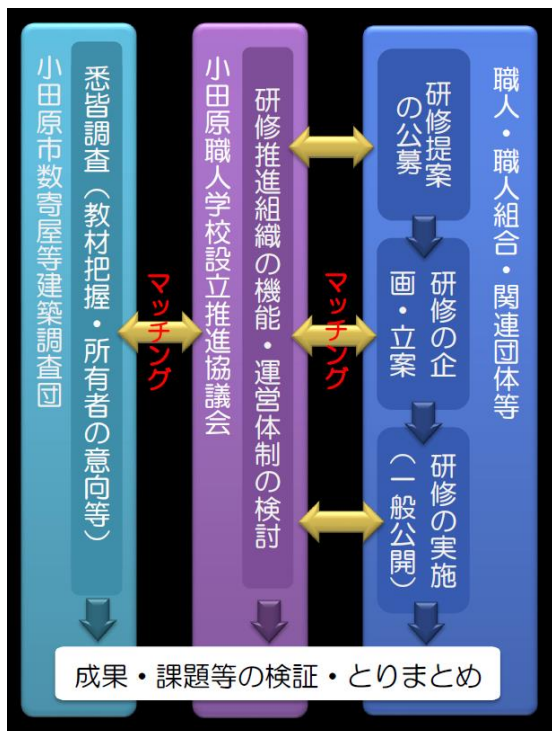 職人・職人組合・関連団体等
研修提案
の公募
研修の企
画・立案
研修の実施
（一般公開）
マッチング
研修推進組織の機能・運営体制の検討
小田原職人学校設立推進協議会
マッチング
悉皆調査（教材把握・所有者の意向等）
小田原市数寄屋等建築調査団
成果・課題等の検証・とりまとめ